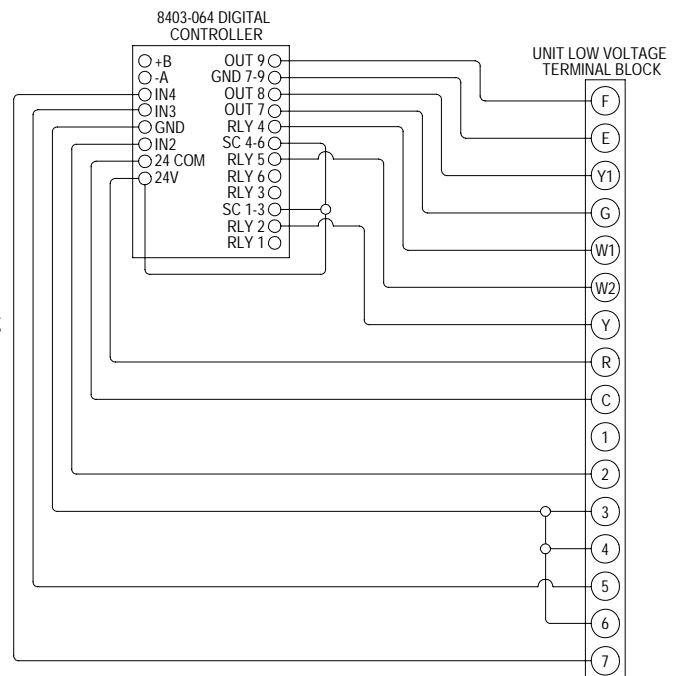 8403-064 DIGITAL
CONTROLLER
+B
-A
IN4
IN3
GND
IN2
24 COM
24V
OUT 9
GND 7-9
OUT 8
OUT 7
RLY 4
SC 4-6
RLY 5
RLY 6
RLY 3
SC 1-3
RLY 2
RLY 1
UNIT LOW VOLTAGE
TERMINAL BLOCK
F
E
Y1
G
W1
W2
Y
R
C
1
2
3
4
5
6
7